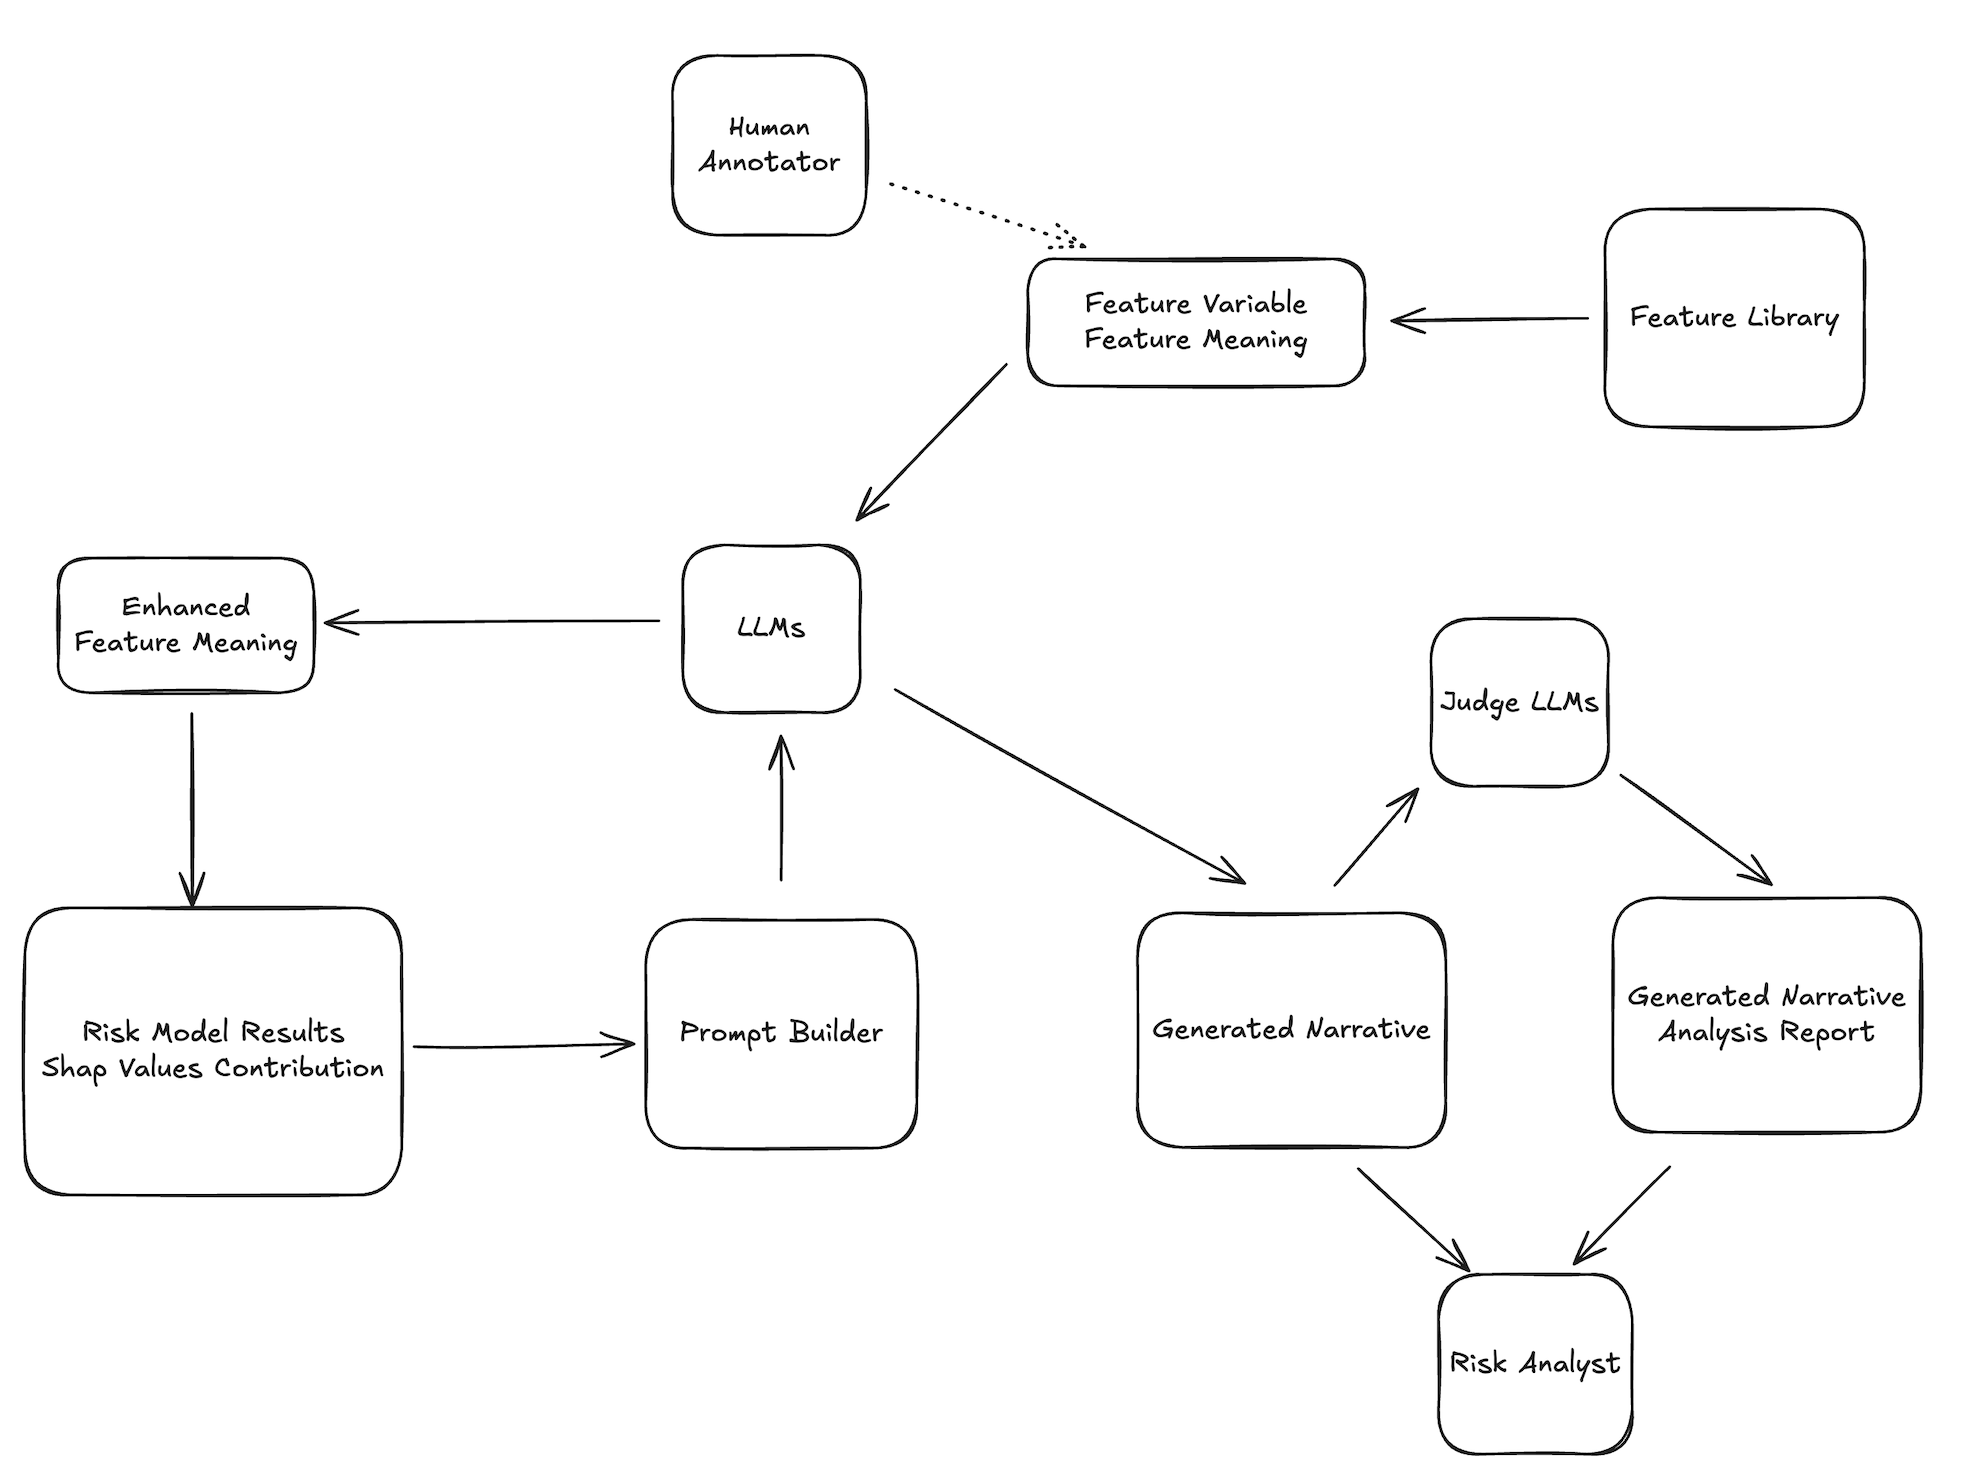 Human
Annotator
Feature Variable
Feature Meaning
Feature Library
Enhanced
Feature Meaning
LLMs
Judge LLMs
Risk Model Results
Shap Values Contribution
Prompt Builder
Generated Narrative
Generated Narrative
Analysis Report
Risk Analyst